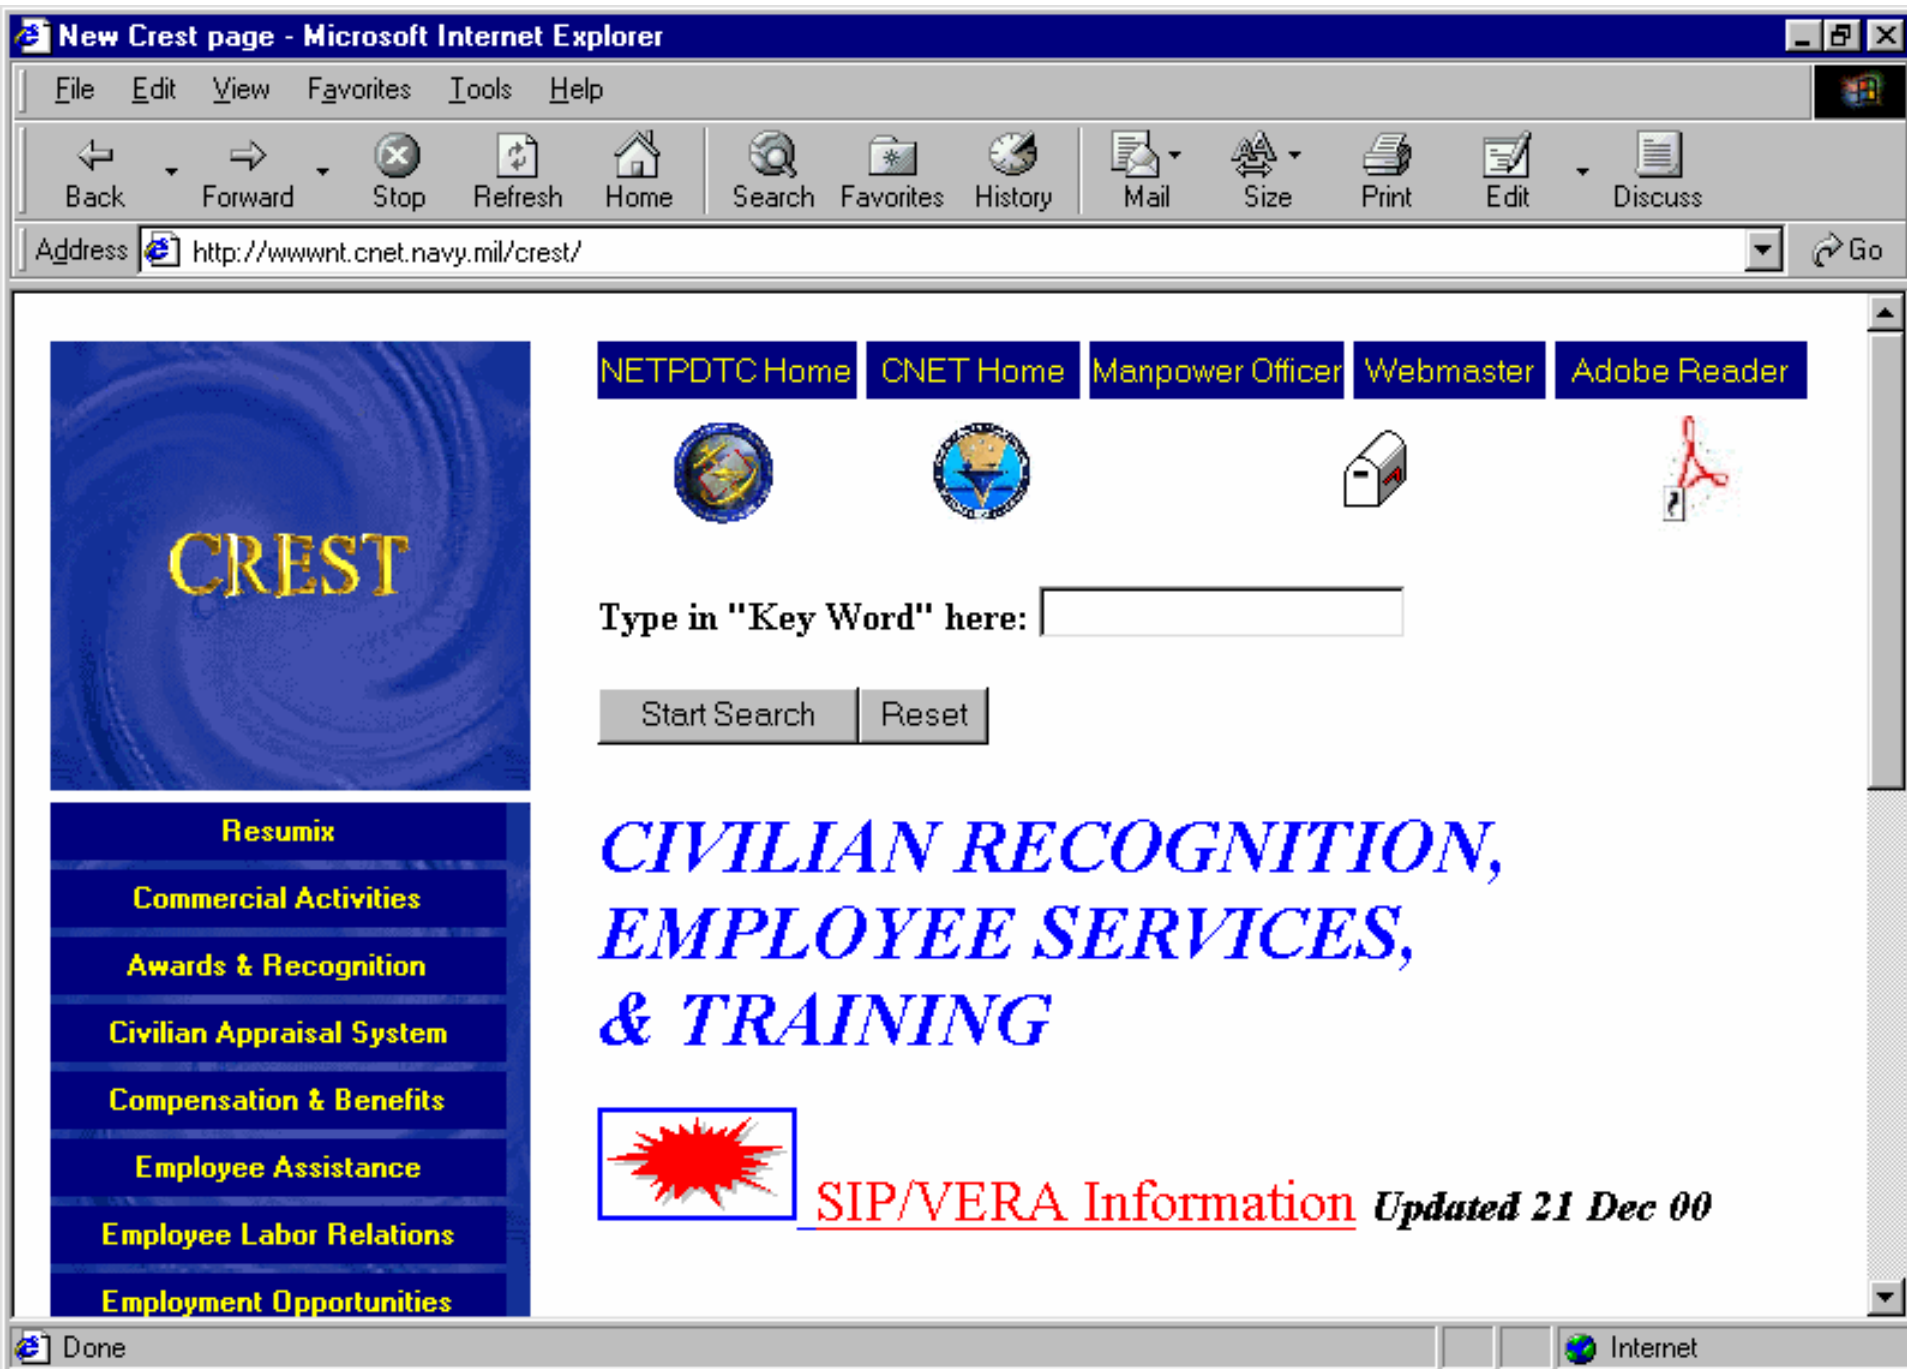 New Crest page - Microsoft Internet Explorer
File Edit View Favorites Tools Help
Back Forward Stop Refresh Home Search Favorites History Mail Size Print Edit Discuss
Address http://wwwnt.cnet.navy.mil/crest/ Go
NETPDTC Home CNET Home Manpower Officer Webmaster Adobe Reader
CREST
Type in "Key Word" here:
Start Search Reset
Resumix
Commercial Activities
Awards & Recognition
Civilian Appraisal System
Compensation & Benefits
Employee Assistance
Employee Labor Relations
Employment Opportunities
CIVILIAN RECOGNITION,
EMPLOYEE SERVICES,
& TRAINING
SIP/VERA Information Updated 21 Dec 00
Done Internet